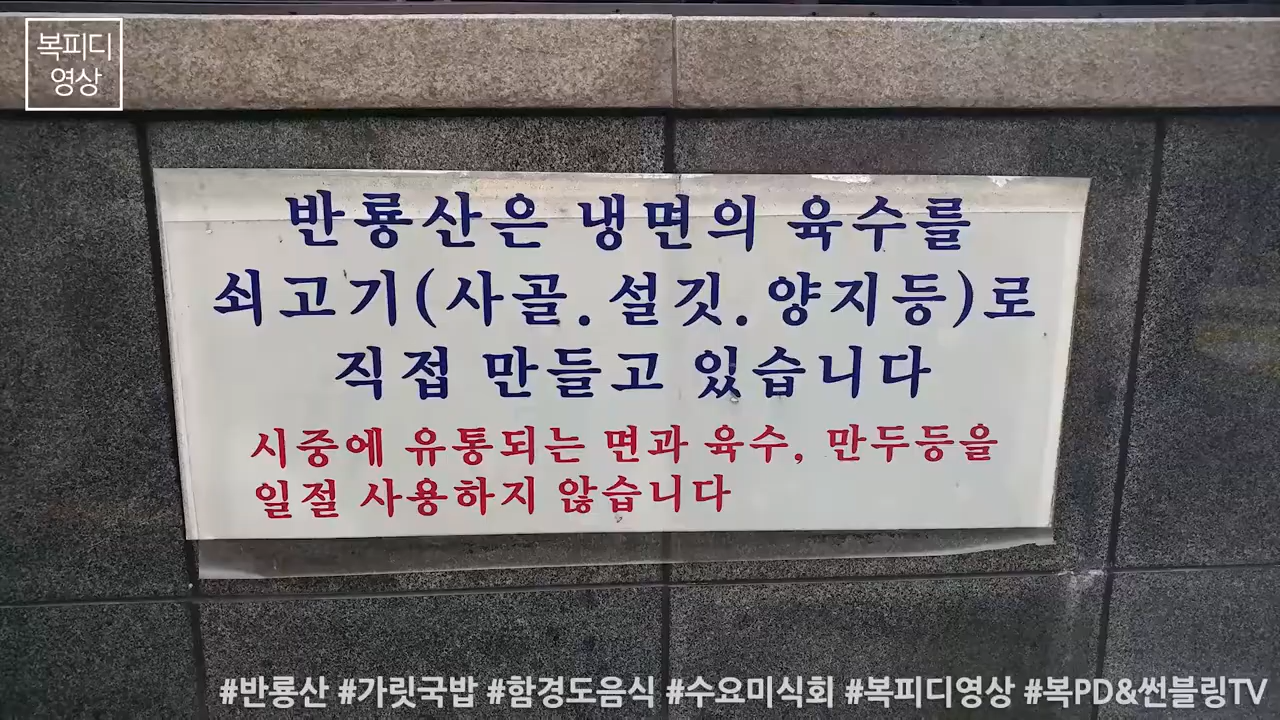 복피디
영상
반룡산은 냉면의 육수를
쇠고기(사골.설깃.양지등)로
직접 만들고 있습니다
시중에 유통되는 면과 육수, 만두등을
일절 사용하지 않습니다
#반룡산 #가릿국밥 #함경도음식 #수요미식회 #복피디영상 #복PD&썬블링TV